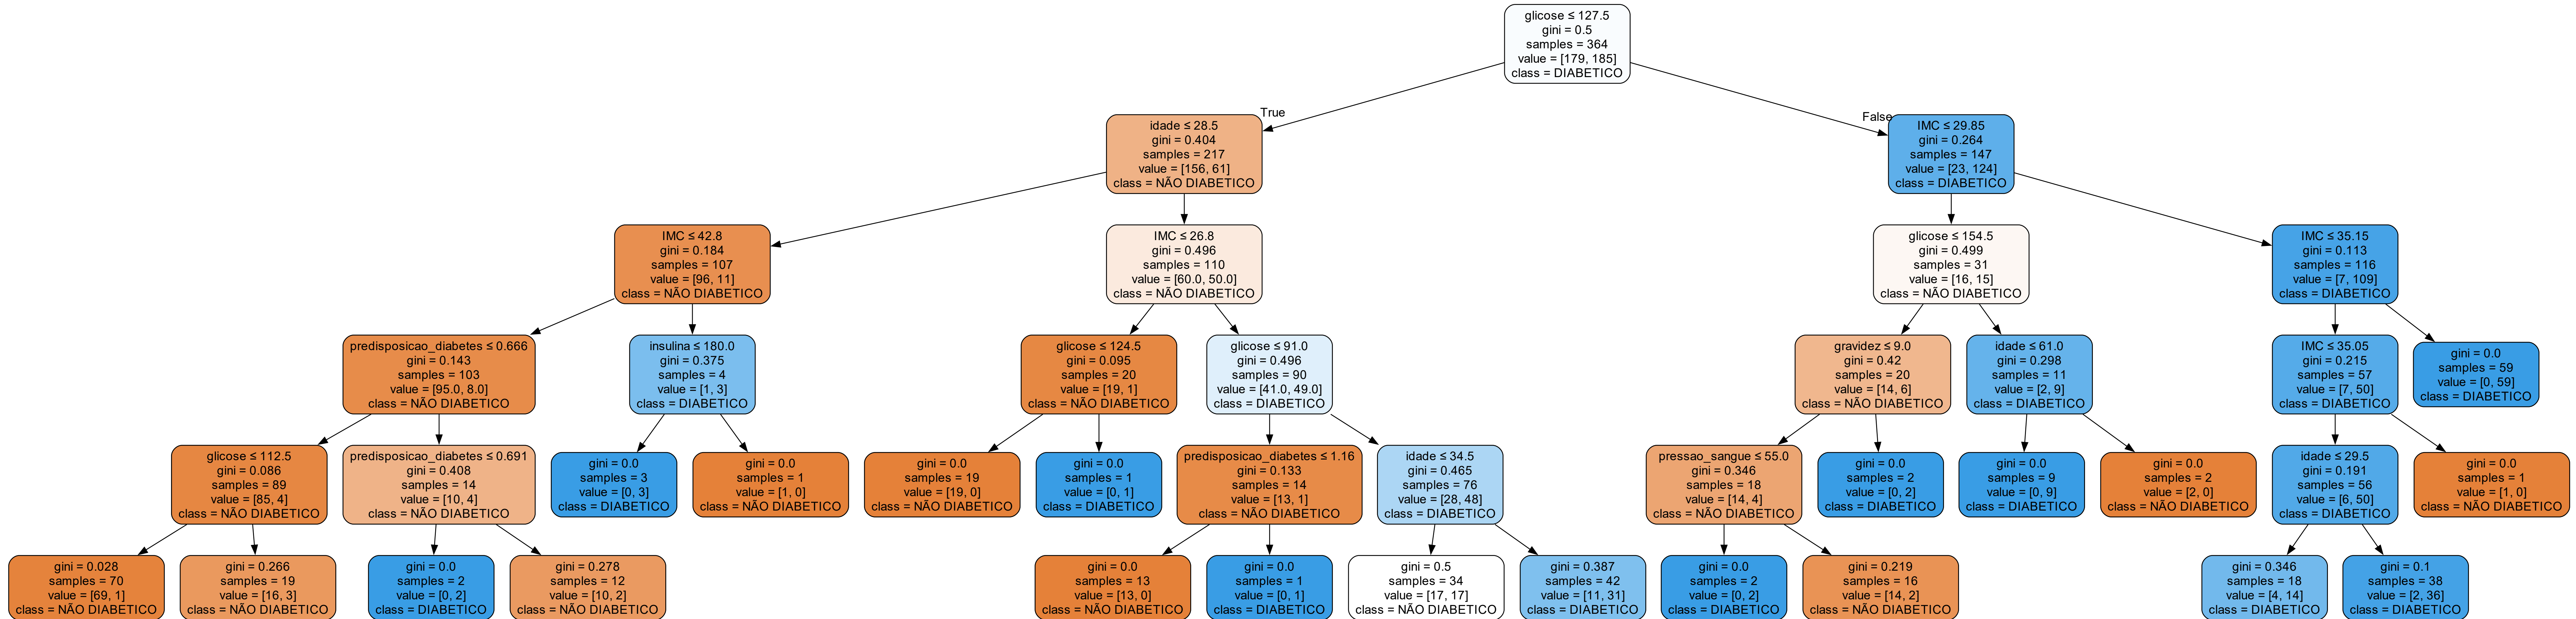 glicose ≤ 127.5
gini = 0.5
samples = 364
value = [179, 185]
class = DIABETICO
True
False
idade ≤ 28.5
gini = 0.404
samples = 217
value = [156, 61]
class = NÃO DIABETICO
IMC ≤ 29.85
gini = 0.264
samples = 147
value = [23, 124]
class = DIABETICO
IMC ≤ 42.8
gini = 0.184
samples = 107
value = [96, 11]
class = NÃO DIABETICO
IMC ≤ 26.8
gini = 0.496
samples = 110
value = [60.0, 50.0]
class = NÃO DIABETICO
glicose ≤ 154.5
gini = 0.499
samples = 31
value = [16, 15]
class = NÃO DIABETICO
IMC ≤ 35.15
gini = 0.113
samples = 116
value = [7, 109]
class = DIABETICO
predisposicao_diabetes ≤ 0.666
gini = 0.143
samples = 103
value = [95.0, 8.0]
class = NÃO DIABETICO
insulina ≤ 180.0
gini = 0.375
samples = 4
value = [1, 3]
class = DIABETICO
glicose ≤ 124.5
gini = 0.095
samples = 20
value = [19, 1]
class = NÃO DIABETICO
glicose ≤ 91.0
gini = 0.496
samples = 90
value = [41.0, 49.0]
class = DIABETICO
gravidez ≤ 9.0
gini = 0.42
samples = 20
value = [14, 6]
class = NÃO DIABETICO
idade ≤ 61.0
gini = 0.298
samples = 11
value = [2, 9]
class = DIABETICO
IMC ≤ 35.05
gini = 0.215
samples = 57
value = [7, 50]
class = DIABETICO
gini = 0.0
samples = 59
value = [0, 59]
class = DIABETICO
glicose ≤ 112.5
gini = 0.086
samples = 89
value = [85, 4]
class = NÃO DIABETICO
predisposicao_diabetes ≤ 0.691
gini = 0.408
samples = 14
value = [10, 4]
class = NÃO DIABETICO
gini = 0.0
samples = 3
value = [0, 3]
class = DIABETICO
gini = 0.0
samples = 1
value = [1, 0]
class = NÃO DIABETICO
gini = 0.0
samples = 19
value = [19, 0]
class = NÃO DIABETICO
gini = 0.0
samples = 1
value = [0, 1]
class = DIABETICO
predisposicao_diabetes ≤ 1.16
gini = 0.133
samples = 14
value = [13, 1]
class = NÃO DIABETICO
idade ≤ 34.5
gini = 0.465
samples = 76
value = [28, 48]
class = DIABETICO
pressao_sangue ≤ 55.0
gini = 0.346
samples = 18
value = [14, 4]
class = NÃO DIABETICO
gini = 0.0
samples = 2
value = [0, 2]
class = DIABETICO
gini = 0.0
samples = 9
value = [0, 9]
class = DIABETICO
gini = 0.0
samples = 2
value = [2, 0]
class = NÃO DIABETICO
idade ≤ 29.5
gini = 0.191
samples = 56
value = [6, 50]
class = DIABETICO
gini = 0.0
samples = 1
value = [1, 0]
class = NÃO DIABETICO
gini = 0.028
samples = 70
value = [69, 1]
class = NÃO DIABETICO
gini = 0.266
samples = 19
value = [16, 3]
class = NÃO DIABETICO
gini = 0.0
samples = 2
value = [0, 2]
class = DIABETICO
gini = 0.278
samples = 12
value = [10, 2]
class = NÃO DIABETICO
gini = 0.0
samples = 13
value = [13, 0]
class = NÃO DIABETICO
gini = 0.0
samples = 1
value = [0, 1]
class = DIABETICO
gini = 0.5
samples = 34
value = [17, 17]
class = NÃO DIABETICO
gini = 0.387
samples = 42
value = [11, 31]
class = DIABETICO
gini = 0.0
samples = 2
value = [0, 2]
class = DIABETICO
gini = 0.219
samples = 16
value = [14, 2]
class = NÃO DIABETICO
gini = 0.346
samples = 18
value = [4, 14]
class = DIABETICO
gini = 0.1
samples = 38
value = [2, 36]
class = DIABETICO